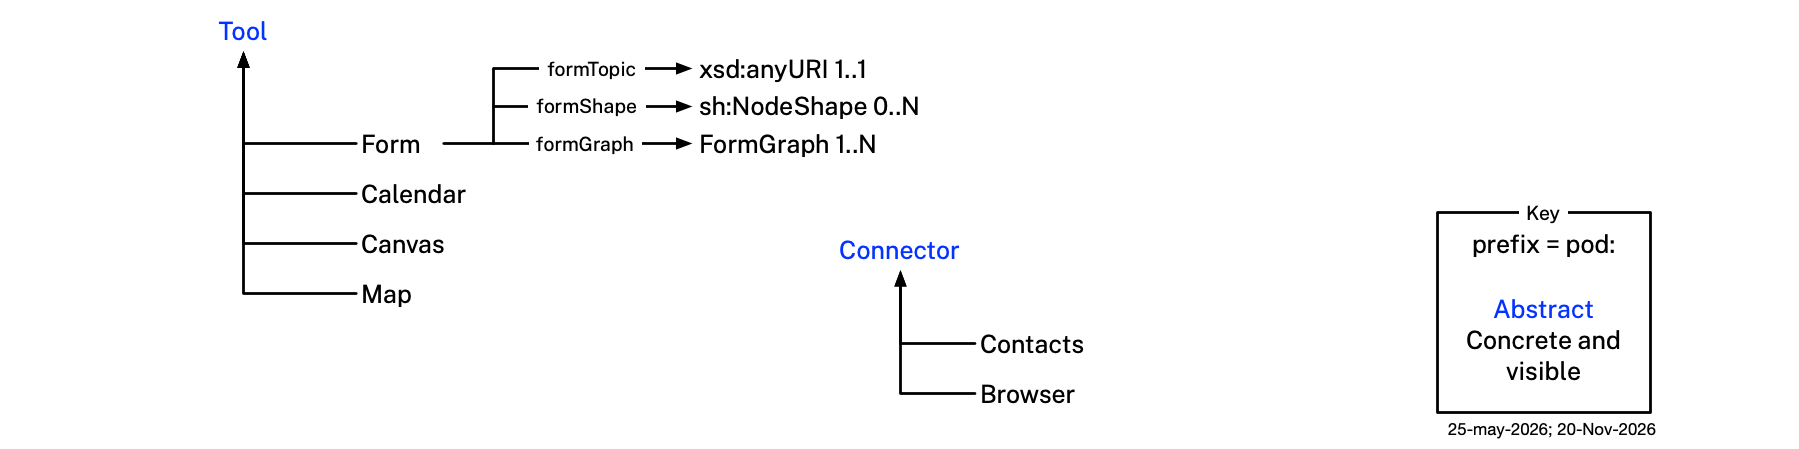 Tool
formTopic xsd:anyURI 1..1
formShape sh:NodeShape 0..N
Form formGraph FormGraph 1..N
Calendar
Canvas
Map
Connector
Contacts
Browser
Key
prefix = pod:
Abstract
Concrete and
visible
25-may-2026; 20-Nov-2026